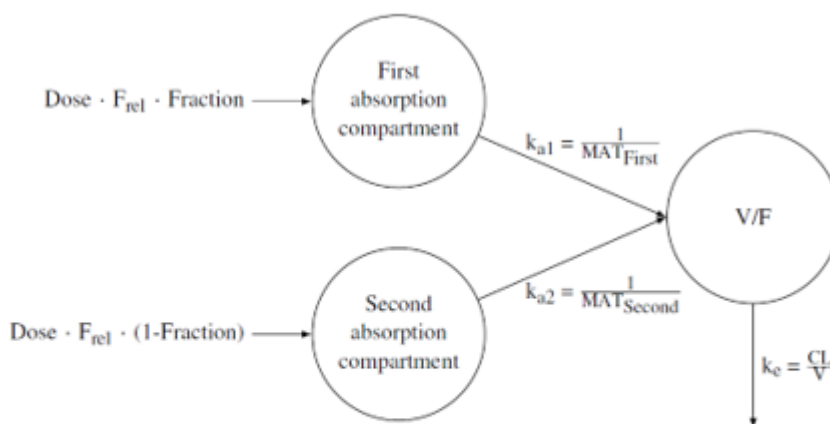 Dose · F_rel · Fraction
First
absorption
compartment
k_a1 = 1/MAT_First
V/F
Dose · F_rel · (1-Fraction)
Second
absorption
compartment
k_a2 = 1/MAT_Second
k_e = CL/V